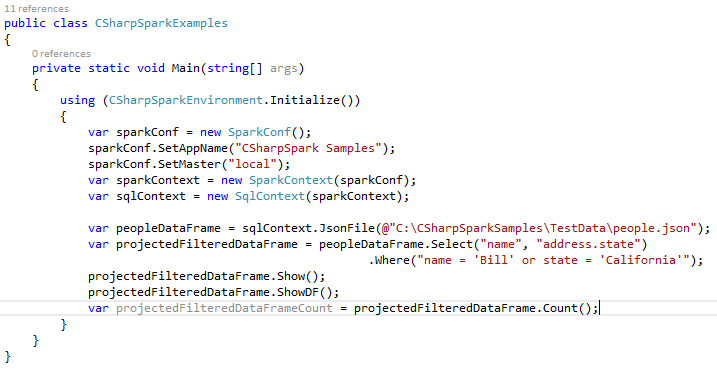 11 references
public class CSharpSparkExamples
{
0 references
private static void Main(string[] args)
{
using (CSharpSparkEnvironment.Initialize())
{
var sparkConf = new SparkConf();
sparkConf.SetAppName("CSharpSpark Samples");
sparkConf.SetMaster("local");
var sparkContext = new SparkContext(sparkConf);
var sqlContext = new SqlContext(sparkContext);
var peopleDataFrame = sqlContext.JsonFile(@"C:\CSharpSparkSamples\TestData\people.json");
var projectedFilteredDataFrame = peopleDataFrame.Select("name", "address.state")
.Where("name = 'Bill' or state = 'California'");
projectedFilteredDataFrame.Show();
projectedFilteredDataFrame.ShowDF();
var projectedFilteredDataFrameCount = projectedFilteredDataFrame.Count();
}
}
}